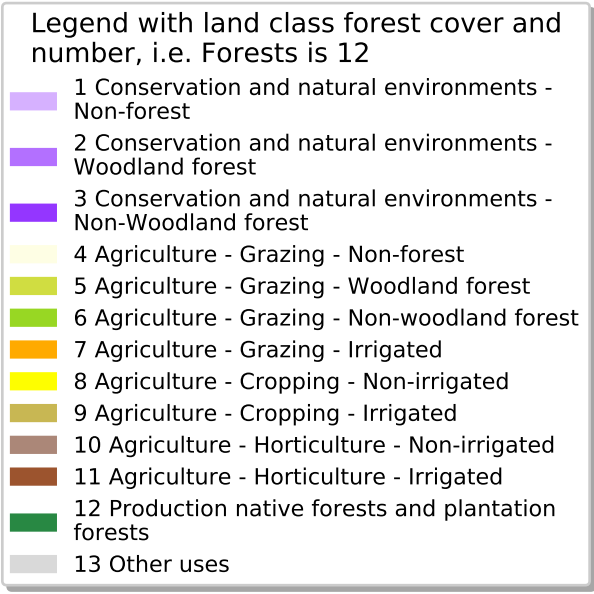 Legend with land class forest cover and
number, i.e. Forests is 12
1 Conservation and natural environments -
Non-forest
2 Conservation and natural environments -
Woodland forest
3 Conservation and natural environments -
Non-Woodland forest
4 Agriculture - Grazing - Non-forest
5 Agriculture - Grazing - Woodland forest
6 Agriculture - Grazing - Non-woodland forest
7 Agriculture - Grazing - Irrigated
8 Agriculture - Cropping - Non-irrigated
9 Agriculture - Cropping - Irrigated
10 Agriculture - Horticulture - Non-irrigated
11 Agriculture - Horticulture - Irrigated
12 Production native forests and plantation
forests
13 Other uses